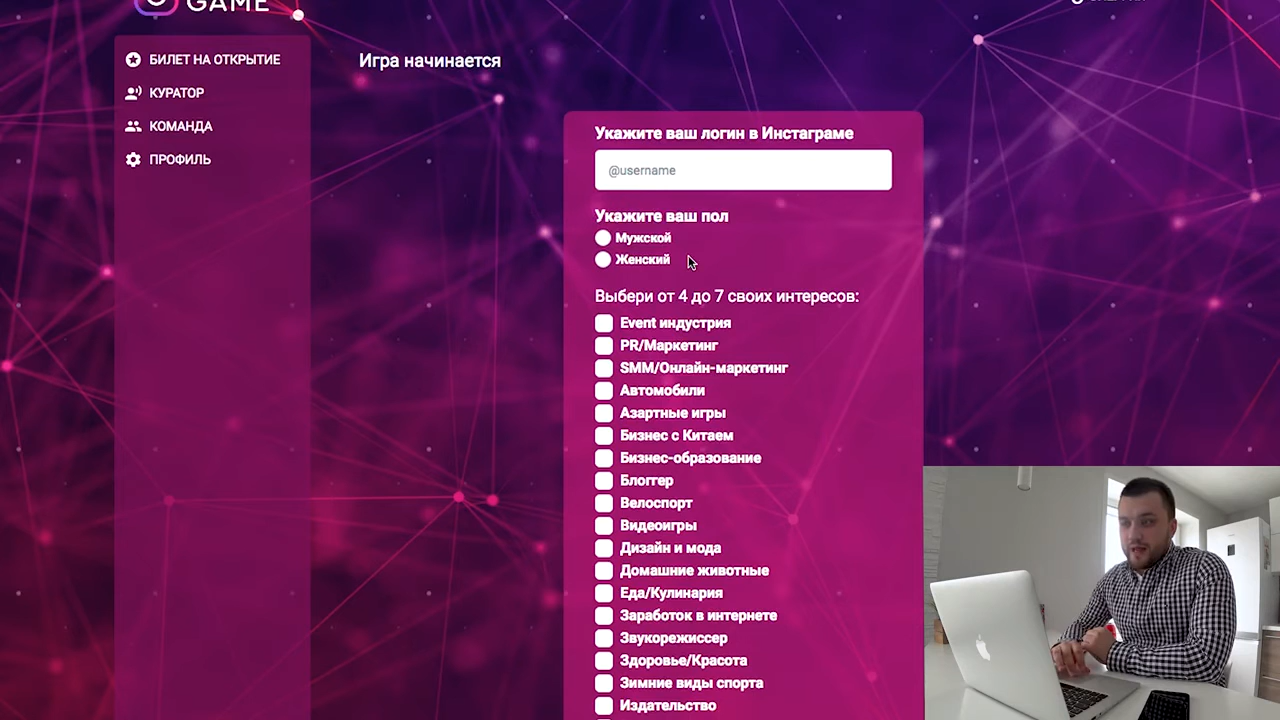 GAME
БИЛЕТ НА ОТКРЫТИЕ
КУРАТОР
КОМАНДА
ПРОФИЛЬ
Игра начинается
Укажите ваш логин в Инстаграме
@username
Укажите ваш пол
Мужской
Женский
Выбери от 4 до 7 своих интересов:
Event индустрия
PR/Маркетинг
SMM/Онлайн-маркетинг
Автомобили
Азартные игры
Бизнес с Китаем
Бизнес-образование
Блоггер
Велоспорт
Видеоигры
Дизайн и мода
Домашние животные
Еда/Кулинария
Заработок в интернете
Звукорежиссер
Здоровье/Красота
Зимние виды спорта
Издательство